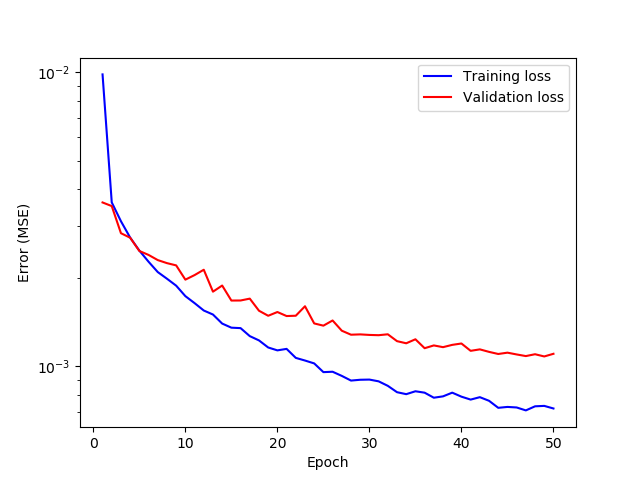 Training loss
Validation loss
10⁻²
10⁻³
Error (MSE)
0 10 20 30 40 50
Epoch